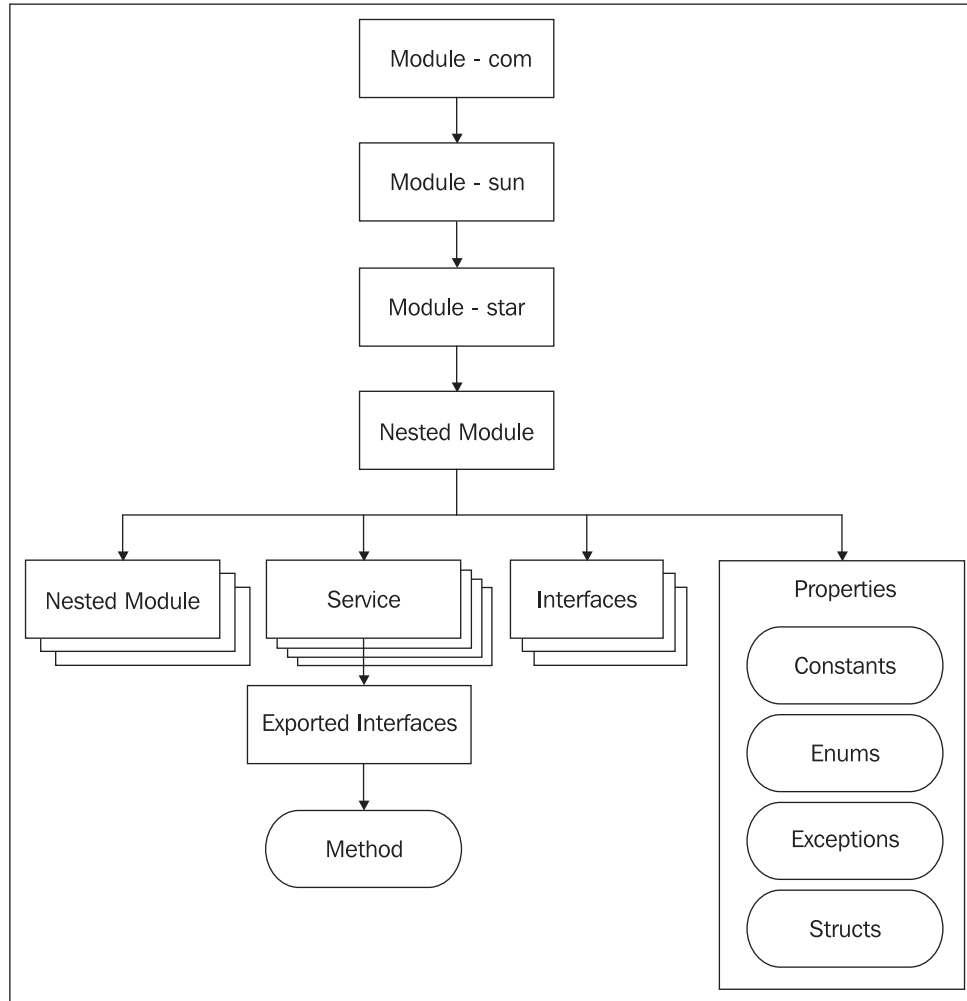 Module - com
Module - sun
Module - star
Nested Module
Nested Module
Service
Interfaces
Properties
Constants
Enums
Exceptions
Structs
Exported Interfaces
Method